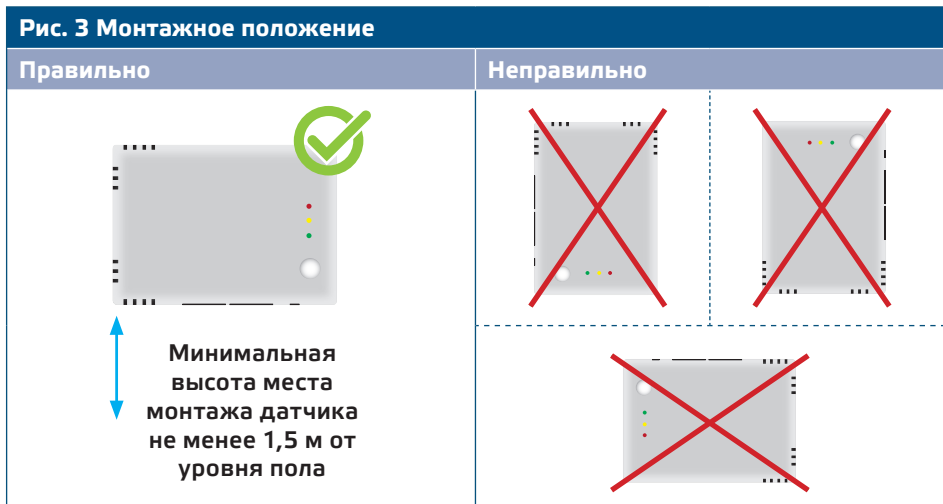 Рис. 3 Монтажное положение
Правильно
Неправильно
Минимальная
высота места
монтажа датчика
не менее 1,5 м от
уровня пола